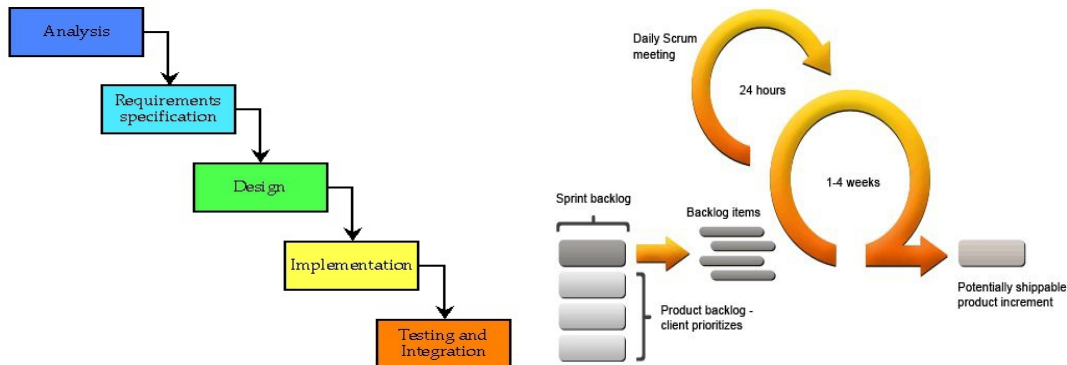 Analysis
Requirements
specification
Design
Implementation
Testing and
Integration
Daily Scrum
meeting
24 hours
1-4 weeks
Sprint backlog
Backlog items
Product backlog -
client prioritizes
Potentially shippable
product increment